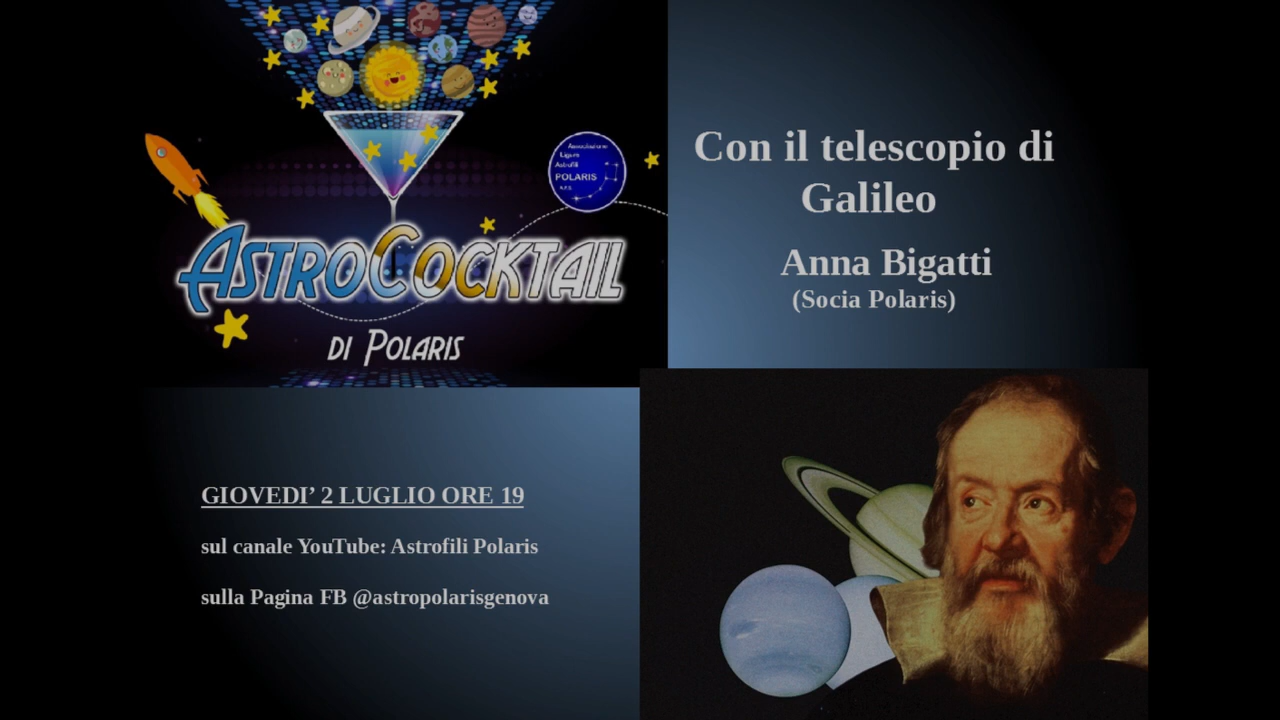 Associazione
Ligure
Astrofili
POLARIS
A.P.S.
ASTROCOCKTAIL
DI POLARIS
Con il telescopio di
Galileo
Anna Bigatti
(Socia Polaris)
GIOVEDI’ 2 LUGLIO ORE 19
sul canale YouTube: Astrofili Polaris
sulla Pagina FB @astropolarisgenova